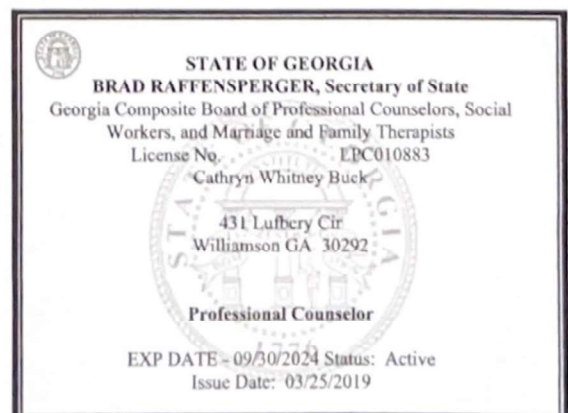 STATE OF GEORGIA
BRAD RAFFENSPERGER, Secretary of State
Georgia Composite Board of Professional Counselors, Social
Workers, and Marriage and Family Therapists
License No. LPC010883
Cathryn Whitney Buck
431 Lufbery Cir
Williamson GA 30292
Professional Counselor
EXP DATE - 09/30/2024 Status: Active
Issue Date: 03/25/2019